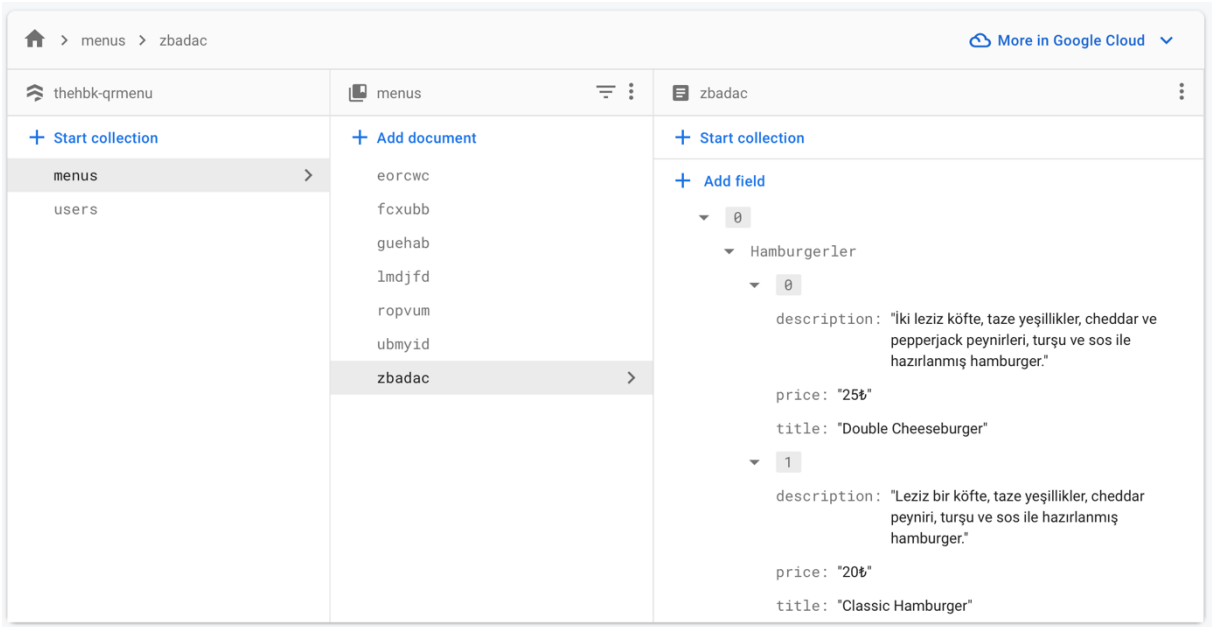 menus > zbadac
More in Google Cloud
thehbk-qrmenu
menus
zbadac
+ Start collection
+ Add document
+ Start collection
menus
users
eorcwc
fcxubb
guehab
lmdjfd
ropvum
ubmyid
zbadac
+ Add field
0
Hamburgerler
0
description: "İki leziz köfte, taze yeşillikler, cheddar ve
pepperjack peynirleri, turşu ve sos ile
hazırlanmış hamburger."
price: "25₺"
title: "Double Cheeseburger"
1
description: "Leziz bir köfte, taze yeşillikler, cheddar
peyniri, turşu ve sos ile hazırlanmış
hamburger."
price: "20₺"
title: "Classic Hamburger"